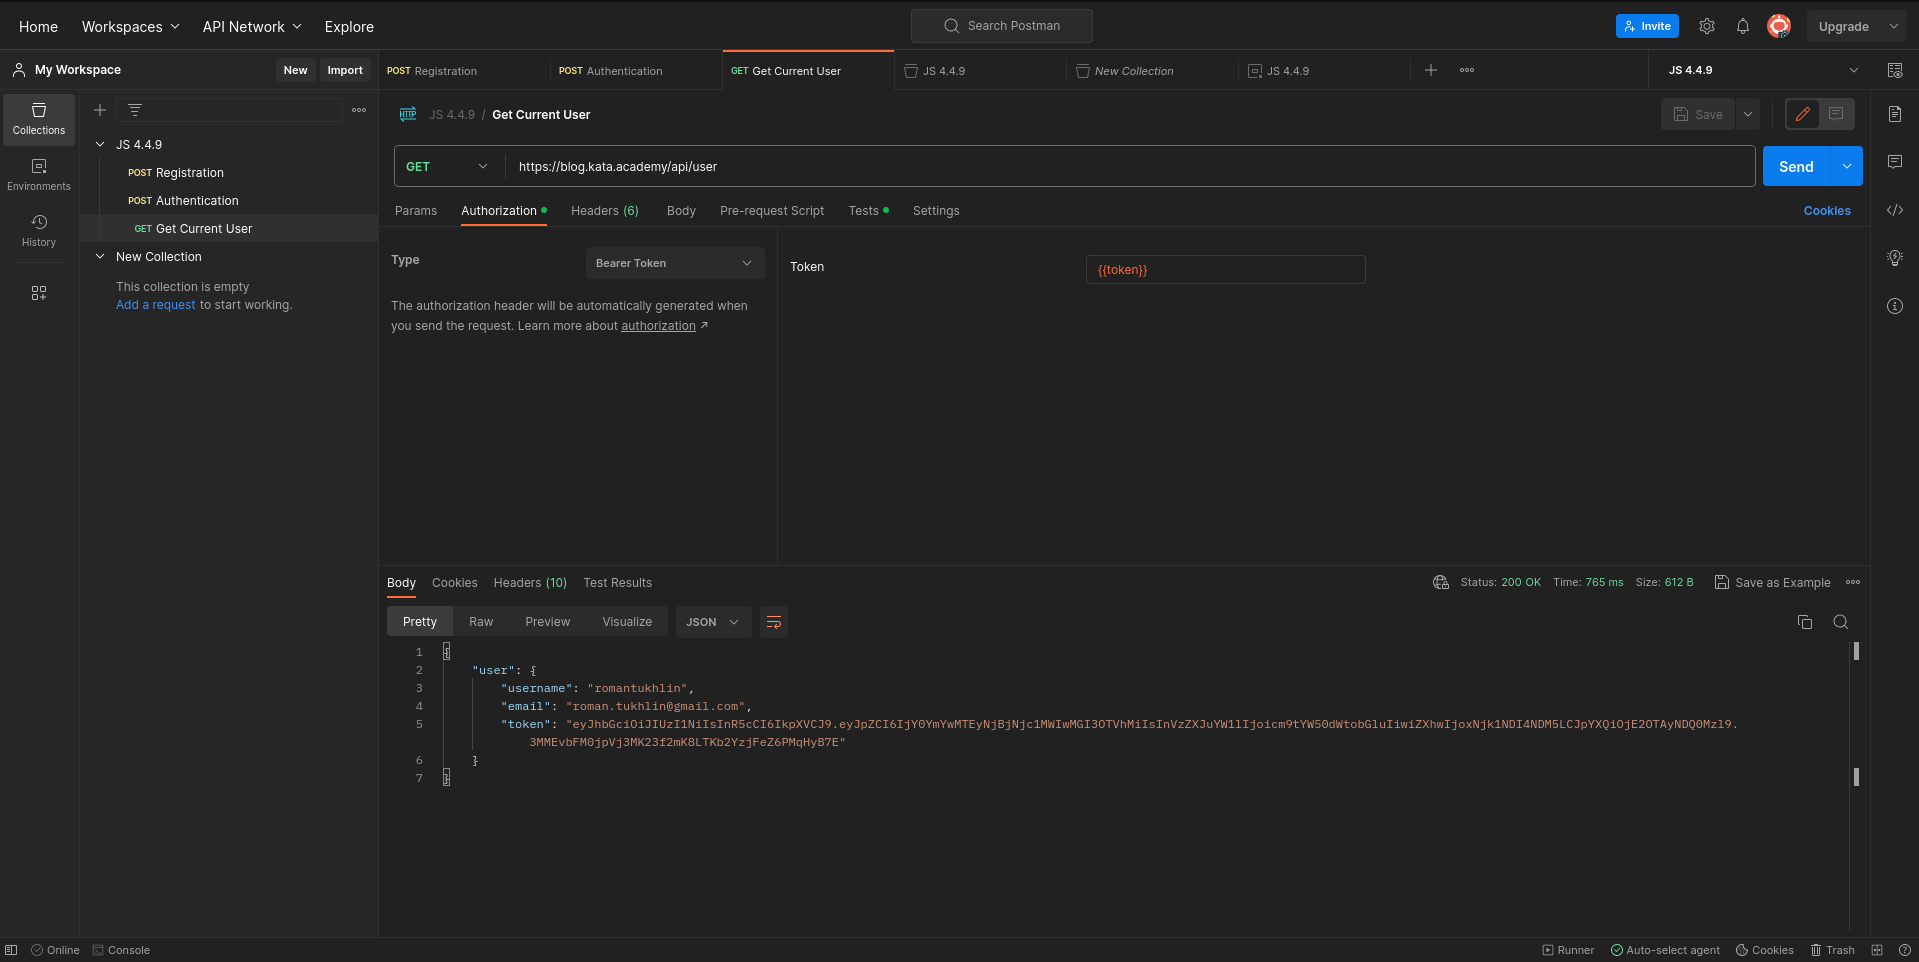 Home Workspaces API Network Explore Search Postman Invite Upgrade
My Workspace New Import
POST Registration POST Authentication GET Get Current User JS 4.4.9 New Collection JS 4.4.9 JS 4.4.9
Collections
Environments
History
JS 4.4.9
POST Registration
POST Authentication
GET Get Current User
New Collection
This collection is empty
Add a request to start working.
HTTP JS 4.4.9 / Get Current User Save
GET https://blog.kata.academy/api/user Send
Params Authorization Headers (6) Body Pre-request Script Tests Settings Cookies
Type Bearer Token
The authorization header will be automatically generated when
you send the request. Learn more about authorization ↗
Token {{token}}
Body Cookies Headers (10) Test Results Status: 200 OK Time: 765 ms Size: 612 B Save as Example
Pretty Raw Preview Visualize JSON
1 {
2 "user": {
3 "username": "romantukhlin",
4 "email": "roman.tukhlin@gmail.com",
5 "token": "eyJhbGciOiJIUzI1NiIsInR5cCI6IkpXVCJ9.eyJpZCI6IjY0YmYwMTEyNjBjNjc1MWIwMGI3OTVhMiIsInVzZXJuYW1lIjoicm9tYW50dWtobGluIiwiZXhwIjoxNjk1NDI4NDM5LCJpYXQiOjE2OTAyNDQ0Mzl9.
3MMEvbFM0jpVj3MK23f2mK8LTKb2YzjFeZ6PMqHyB7E"
6 }
7 }
Online Console Runner Auto-select agent Cookies Trash